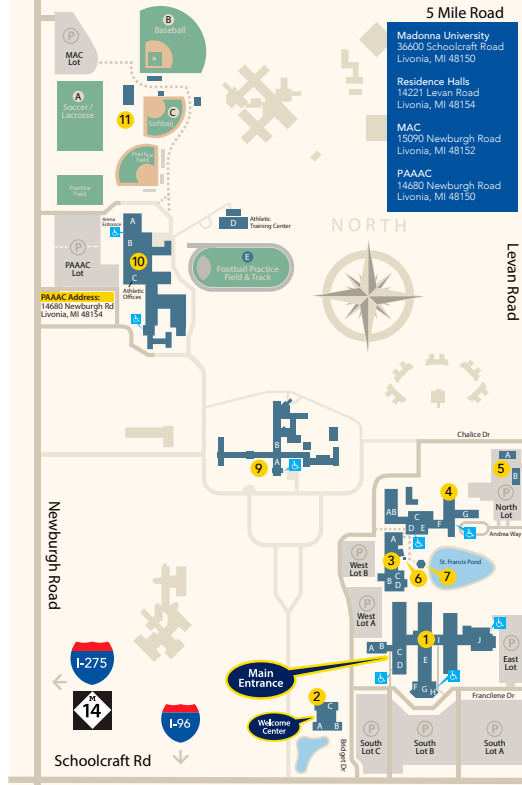 5 Mile Road
Madonna University
36600 Schoolcraft Road
Livonia, MI 48150
Residence Halls
14221 Levan Road
Livonia, MI 48154
MAC
15090 Newburgh Road
Livonia, MI 48152
PAAAC
14680 Newburgh Road
Livonia, MI 48150
P
MAC
Lot
B
Baseball
A
Soccer /
Lacrosse
11
C
Softball
Practice
Field
Practice
Field
Arena
Entrance
A
B
C
10
P
PAAAC
Lot
Athletic
Offices
PAAAC Address:
14680 Newburgh Rd
Livonia, MI 48154
D
Athletic
Training Center
E
Football Practice
Field & Track
NORTH
Levan Road
Chalice Dr
B
A
9
4
5
A
B
P
North
Lot
Andrea Way
AB
C
D E
F
G
A
3
B
C
D
6
7
St. Francis Pond
P
West
Lot B
P
West
Lot A
A B
C
D
1
E
I
J
F
G
H
P
East
Lot
Francilene Dr
Main
Entrance
2
C
A
B
Welcome
Center
Bridget Dr
P
South
Lot C
P
South
Lot B
P
South
Lot A
Newburgh Road
I-275
M
14
I-96
Schoolcraft Rd